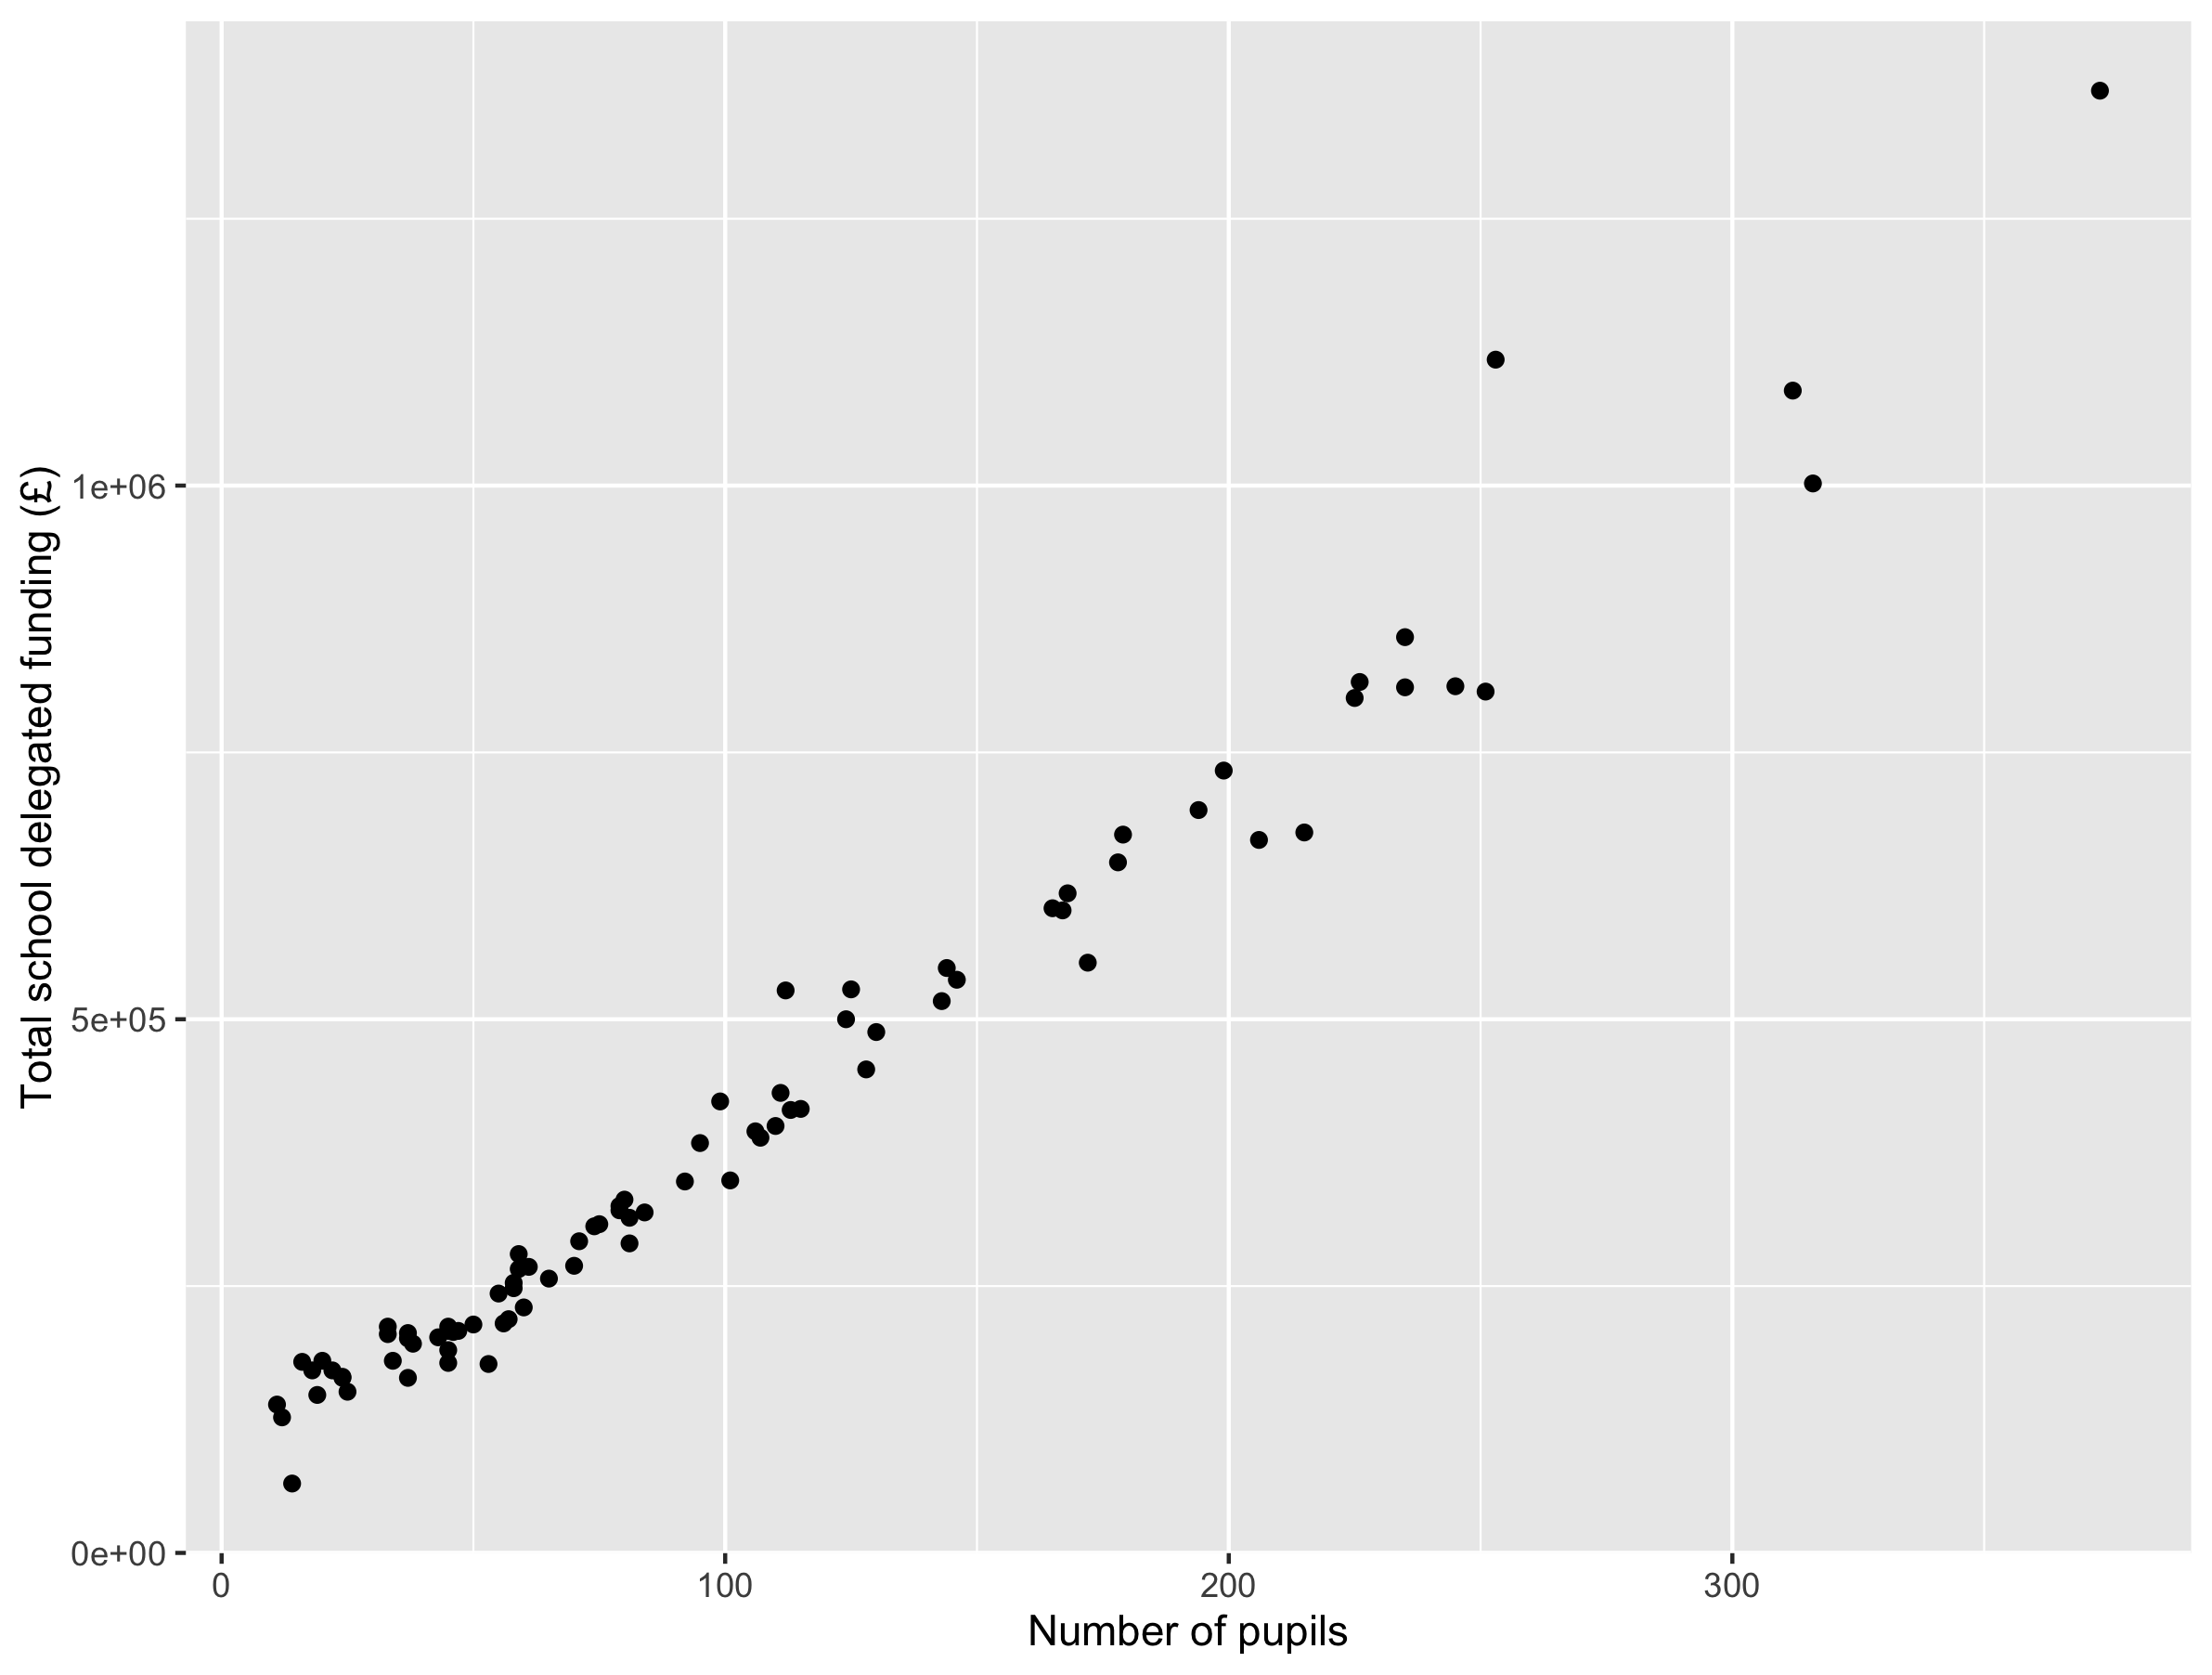 Total school delegated funding (£)
1e+06
5e+05
0e+00
0 100 200 300
Number of pupils